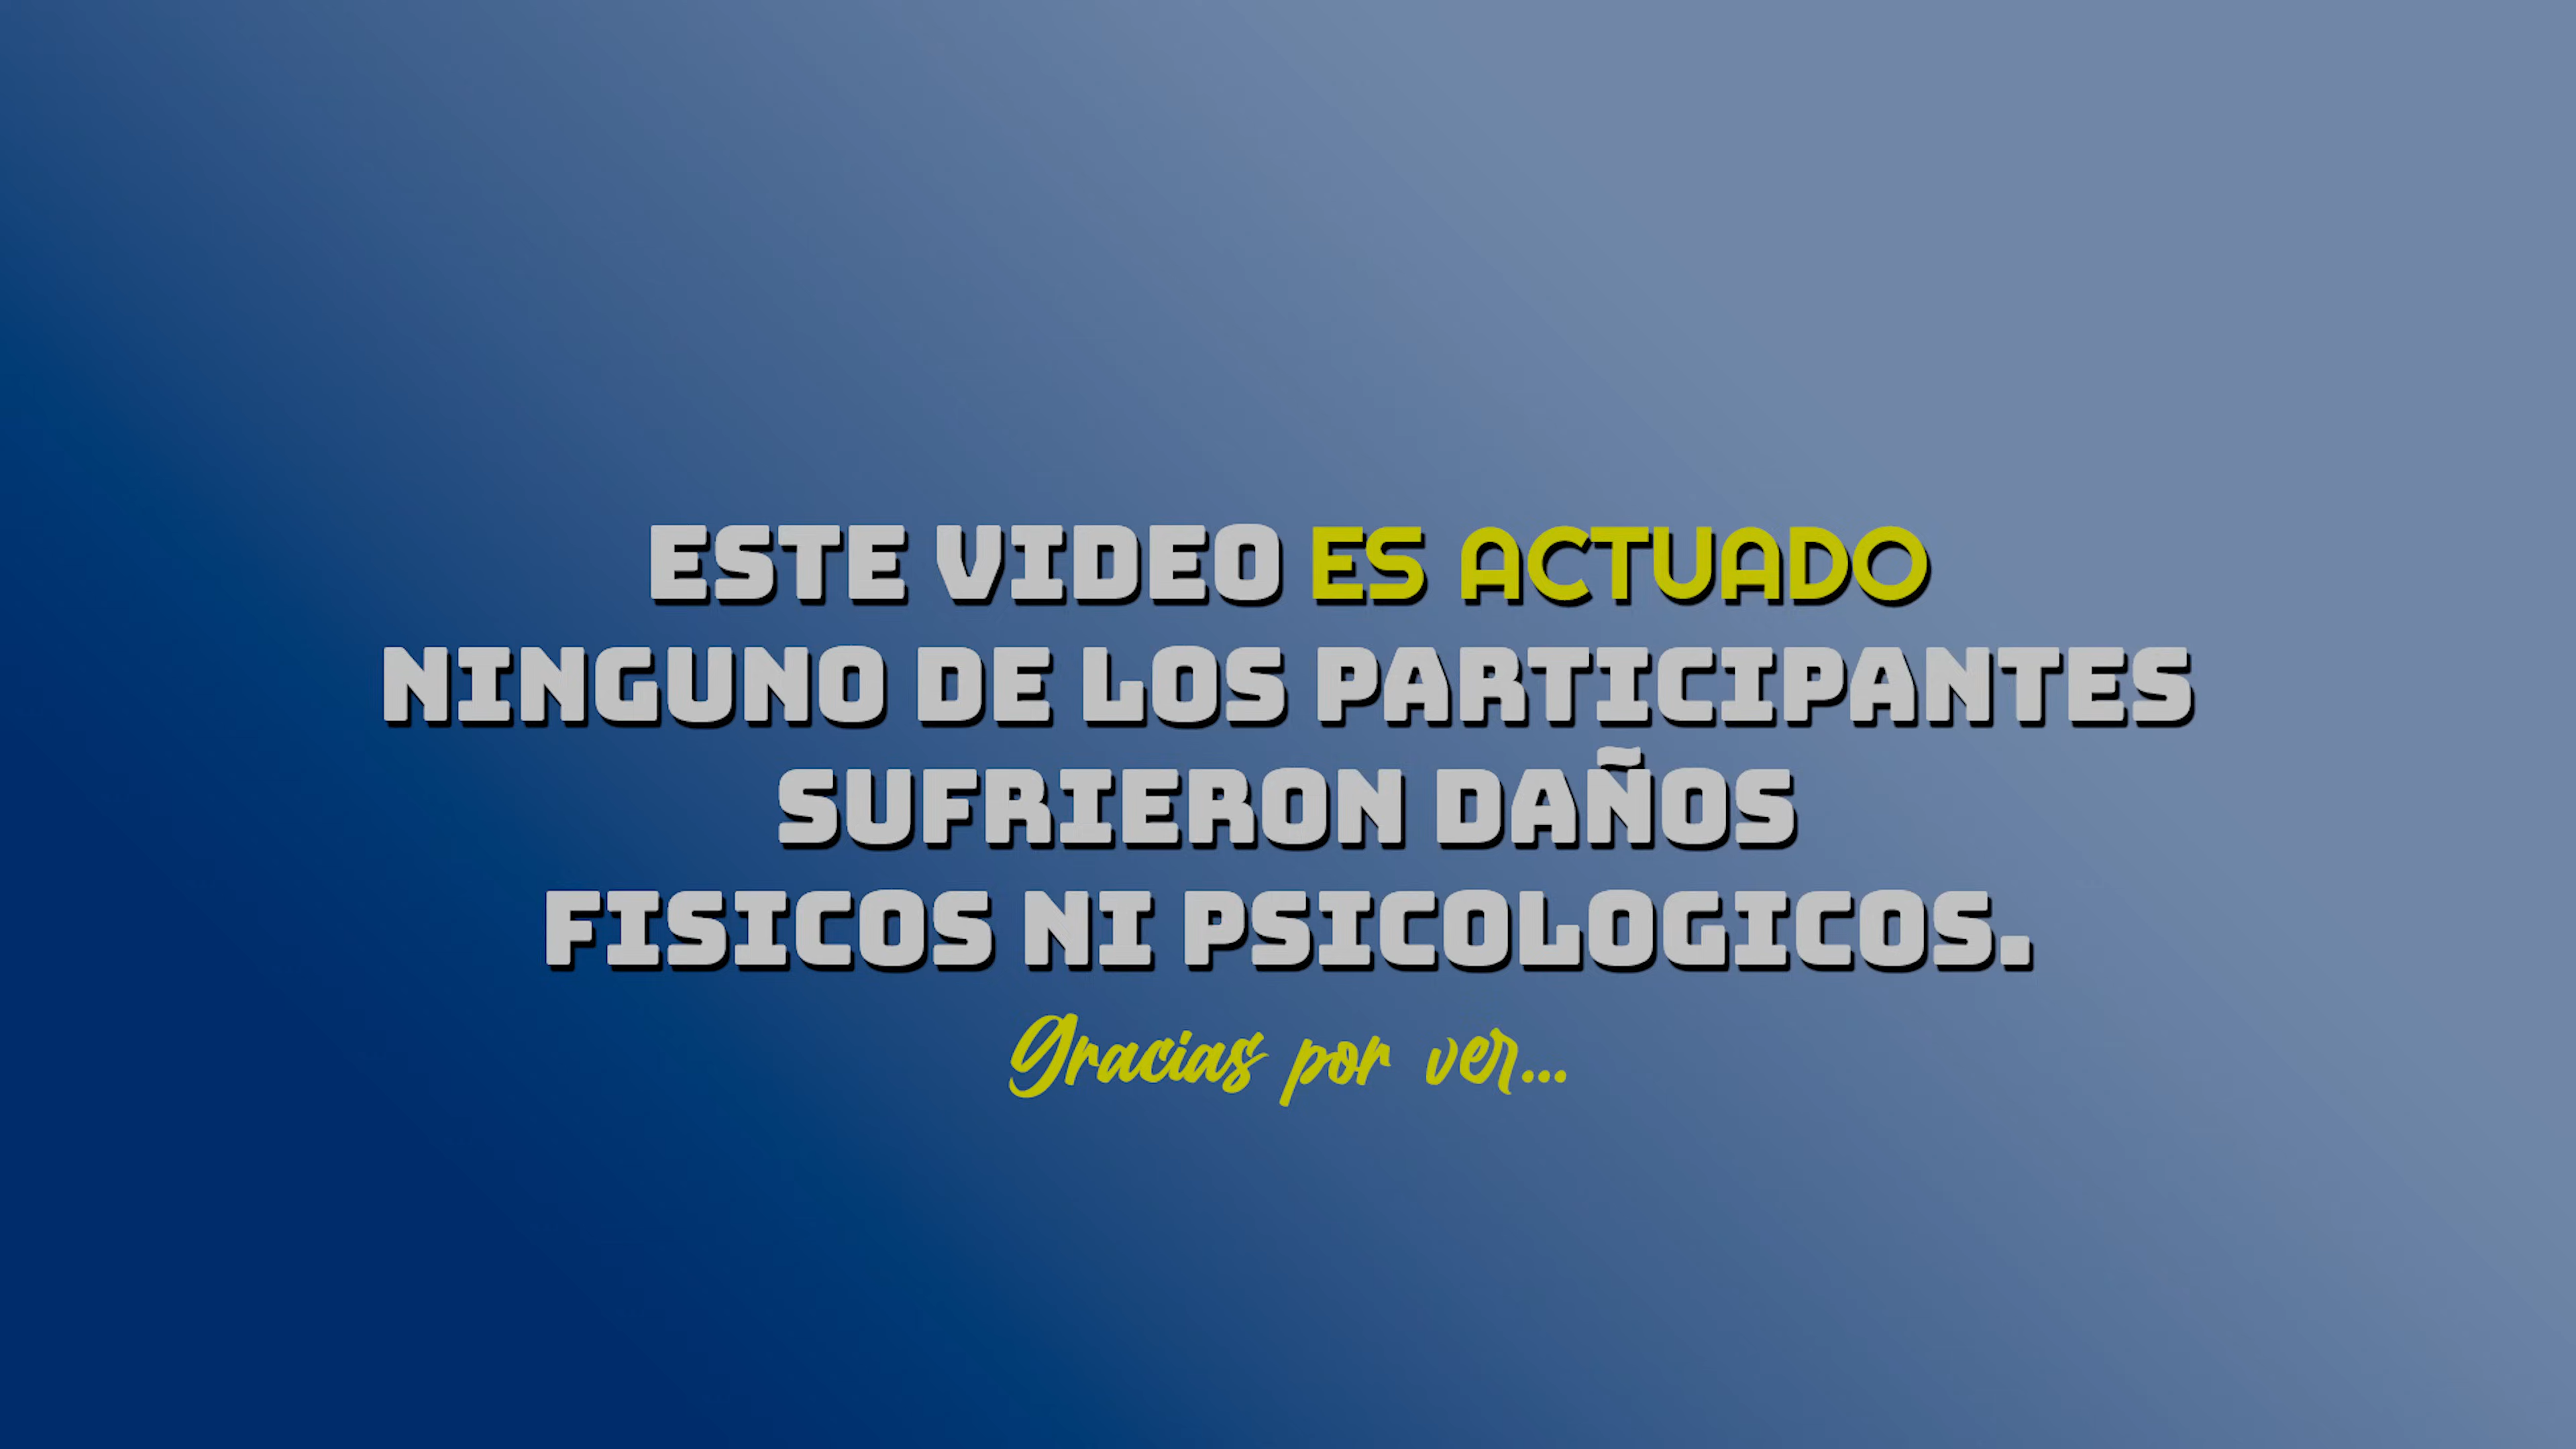 ESTE VIDEO ES ACTUADO
NINGUNO DE LOS PARTICIPANTES
SUFRIERON DAÑOS
FISICOS NI PSICOLOGICOS.
Gracias por ver...